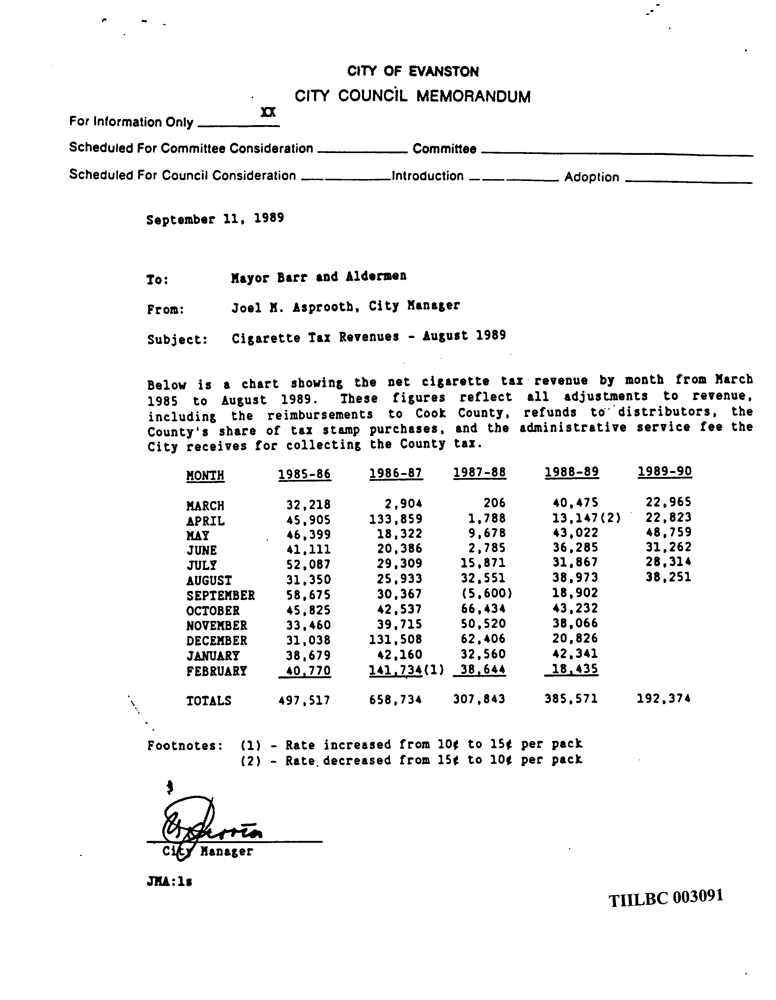 CITY OF EVANSTON
CITY COUNCIL MEMORANDUM
For Information Only XX
Scheduled For Committee Consideration Committee
Scheduled For Council Consideration Introduction Adoption
September 11, 1989
To: Mayor Barr and Aldermen
From: Joel M. Asprooth, City Manager
Subject: Cigarette Tax Revenues - August 1989
Below is a chart showing the net cigarette tax revenue by month from March
1985 to August 1989. These figures reflect all adjustments to revenue,
including the reimbursements to Cook County, refunds to distributors, the
County's share of tax stamp purchases, and the administrative service fee the
City receives for collecting the County tax.
MONTH 1985-86 1986-87 1987-88 1988-89 1989-90
MARCH 32,218 2,904 206 40,475 22,965
APRIL 45,905 133,859 1,788 13,147(2) 22,823
MAY 46,399 18,322 9,678 43,022 48,759
JUNE 41,111 20,386 2,785 36,285 31,262
JULY 52,087 29,309 15,871 31,867 28,314
AUGUST 31,350 25,933 32,551 38,973 38,251
SEPTEMBER 58,675 30,367 (5,600) 18,902
OCTOBER 45,825 42,537 66,434 43,232
NOVEMBER 33,460 39,715 50,520 38,066
DECEMBER 31,038 131,508 62,406 20,826
JANUARY 38,679 42,160 32,560 42,341
FEBRUARY 40,770 141,734(1) 38,644 18,435
TOTALS 497,517 658,734 307,843 385,571 192,374
Footnotes: (1) - Rate increased from 10¢ to 15¢ per pack
(2) - Rate decreased from 15¢ to 10¢ per pack
City Manager
JMA:ls
TIILBC 003091